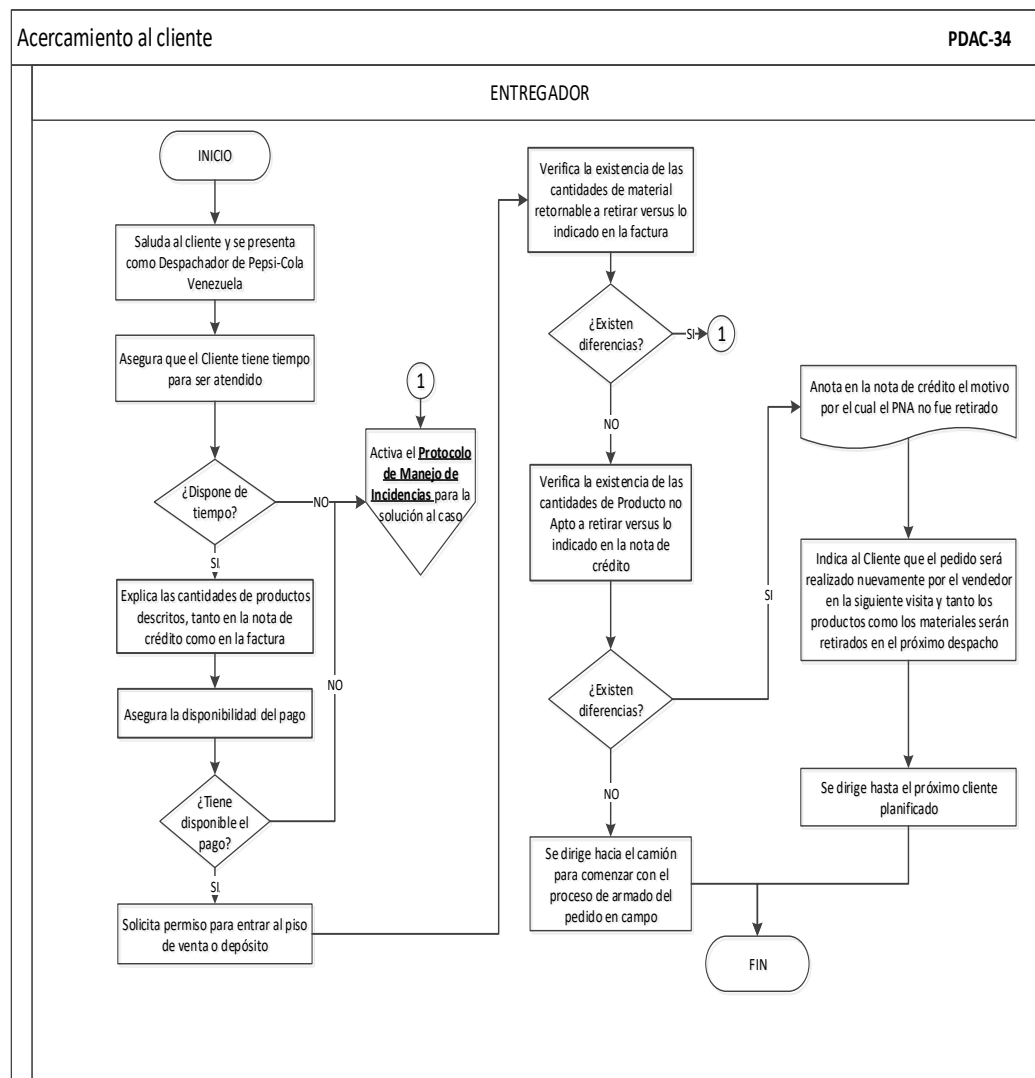 Acercamiento al cliente
PDAC-34
ENTREGADOR
INICIO
Saluda al cliente y se presenta
como Despachador de Pepsi-Cola
Venezuela
Asegura que el Cliente tiene tiempo
para ser atendido
¿Dispone de
tiempo?
NO
SI
1
Activa el Protocolo
de Manejo de
Incidencias para la
solución al caso
Explica las cantidades de productos
descritos, tanto en la nota de
crédito como en la factura
NO
Asegura la disponibilidad del pago
¿Tiene
disponible el
pago?
SI
Solicita permiso para entrar al piso
de venta o depósito
Verifica la existencia de las
cantidades de material
retornable a retirar versus lo
indicado en la factura
¿Existen
diferencias?
SI
1
NO
Verifica la existencia de las
cantidades de Producto no
Apto a retirar versus lo
indicado en la nota de
crédito
¿Existen
diferencias?
SI
NO
Se dirige hacia el camión
para comenzar con el
proceso de armado del
pedido en campo
Anota en la nota de crédito el motivo
por el cual el PNA no fue retirado
Indica al Cliente que el pedido será
realizado nuevamente por el vendedor
en la siguiente visita y tanto los
productos como los materiales serán
retirados en el próximo despacho
Se dirige hasta el próximo cliente
planificado
FIN